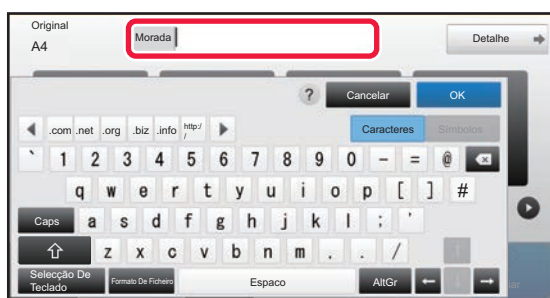 Original
A4
Morada
Detalhe
?
Cancelar
OK
.com .net .org .biz .info http:/
/
Caracteres
Símbolos
` 1 2 3 4 5 6 7 8 9 0 - = @
q w e r t y u i o p [ ] #
Caps a s d f g h j k l ; '
z x c v b n m . . /
Selecção De
Teclado
Formato De Ficheiro
Espaço
AltGr